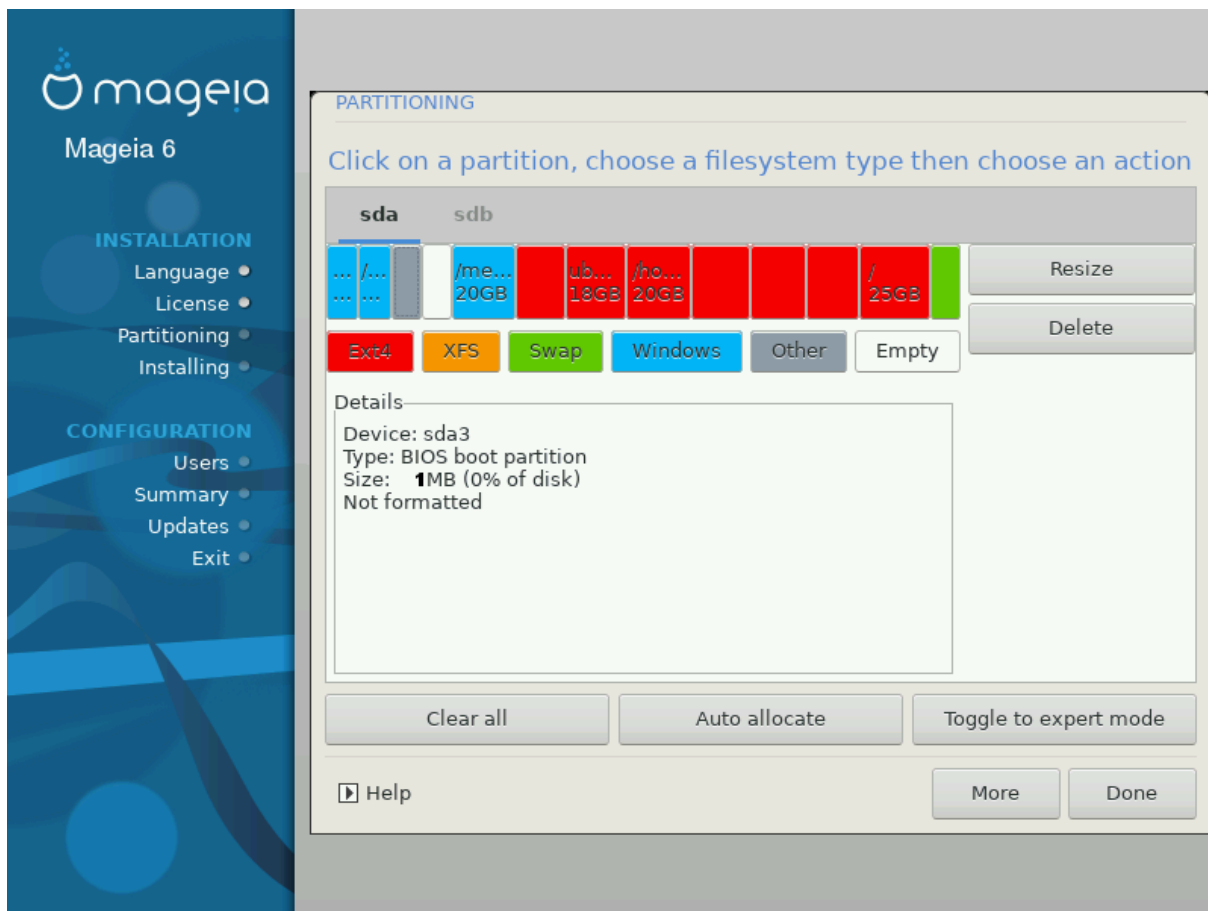 mageia
Mageia 6
INSTALLATION
Language
License
Partitioning
Installing
CONFIGURATION
Users
Summary
Updates
Exit
PARTITIONING
Click on a partition, choose a filesystem type then choose an action
sda sdb
... /... /me... ub... /ho... /
... ... 20GB 18GB 20GB 25GB
Resize
Delete
Ext4 XFS Swap Windows Other Empty
Details
Device: sda3
Type: BIOS boot partition
Size: 1MB (0% of disk)
Not formatted
Clear all Auto allocate Toggle to expert mode
Help More Done